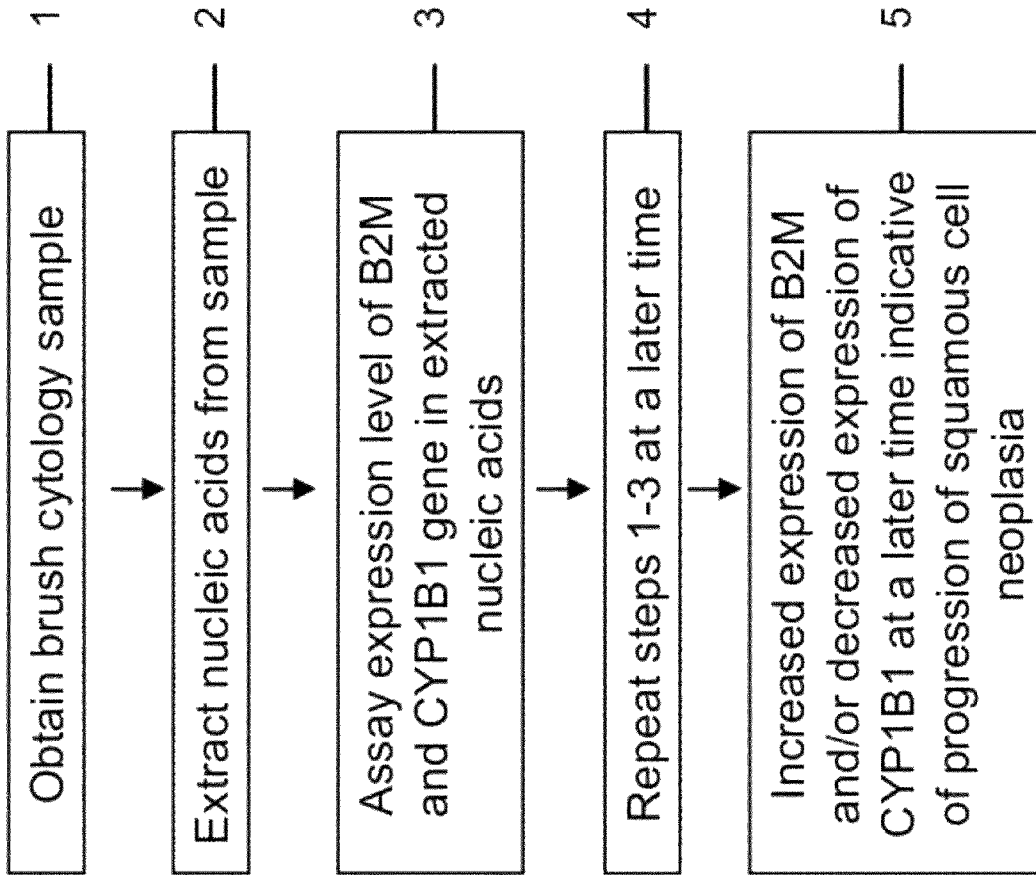 Obtain brush cytology sample
1
Extract nucleic acids from sample
2
Assay expression level of B2M
and CYP1B1 gene in extracted
nucleic acids
3
Repeat steps 1-3 at a later time
4
Increased expression of B2M
and/or decreased expression of
CYP1B1 at a later time indicative
of progression of squamous cell
neoplasia
5